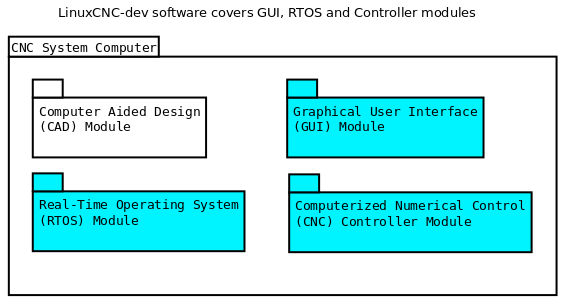 LinuxCNC-dev software covers GUI, RTOS and Controller modules
CNC System Computer
Computer Aided Design
(CAD) Module
Graphical User Interface
(GUI) Module
Real-Time Operating System
(RTOS) Module
Computerized Numerical Control
(CNC) Controller Module